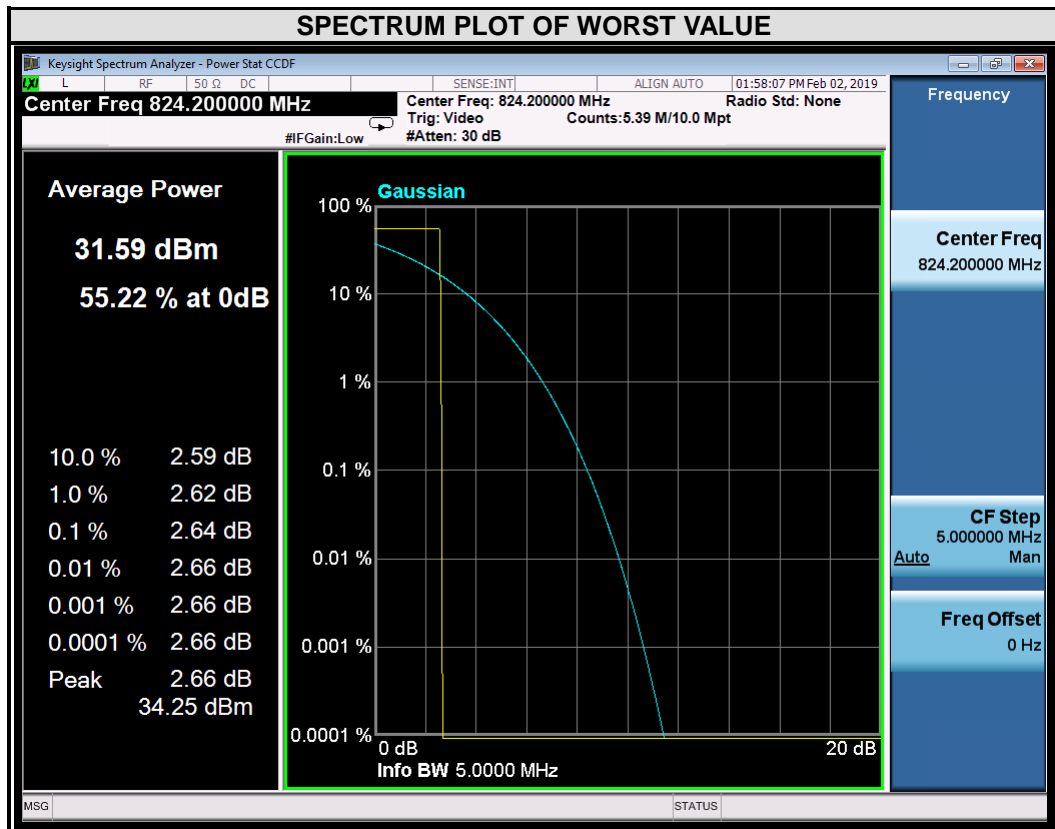 SPECTRUM PLOT OF WORST VALUE
Keysight Spectrum Analyzer - Power Stat CCDF
LXI L RF 50 Ω DC SENSE:INT ALIGN AUTO 01:58:07 PM Feb 02, 2019
Center Freq 824.200000 MHz
#IFGain:Low
Center Freq: 824.200000 MHz Radio Std: None
Trig: Video Counts:5.39 M/10.0 Mpt
#Atten: 30 dB
Average Power
31.59 dBm
55.22 % at 0dB
10.0 % 2.59 dB
1.0 % 2.62 dB
0.1 % 2.64 dB
0.01 % 2.66 dB
0.001 % 2.66 dB
0.0001 % 2.66 dB
Peak 2.66 dB
34.25 dBm
Gaussian
100 %
10 %
1 %
0.1 %
0.01 %
0.001 %
0.0001 %
0 dB 20 dB
Info BW 5.0000 MHz
Frequency
Center Freq
824.200000 MHz
CF Step
5.000000 MHz
Auto Man
Freq Offset
0 Hz
MSG STATUS